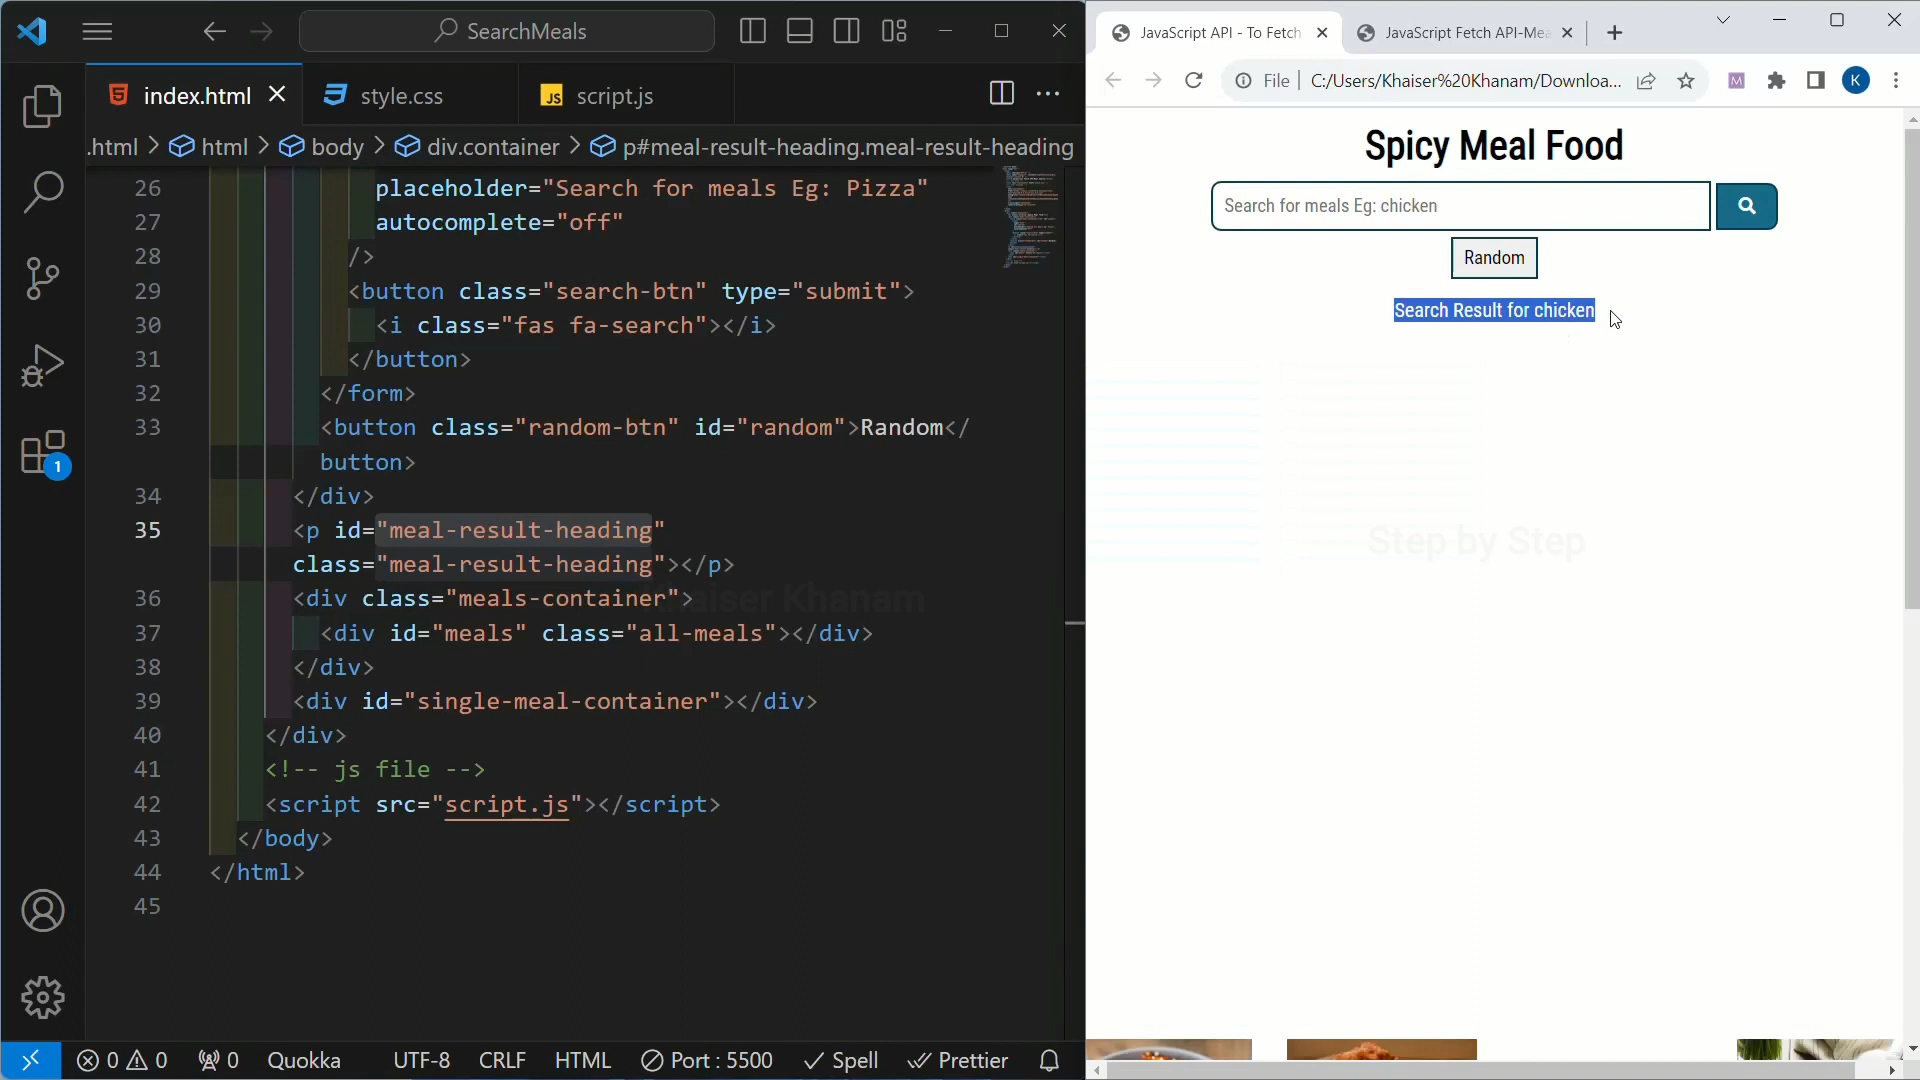 SearchMeals
index.html
style.css
script.js
.html > html > body > div.container > p#meal-result-heading.meal-result-heading
26 placeholder="Search for meals Eg: Pizza"
27 autocomplete="off"
28 />
29 <button class="search-btn" type="submit">
30 <i class="fas fa-search"></i>
31 </button>
32 </form>
33 <button class="random-btn" id="random">Random</
button>
34 </div>
35 <p id="meal-result-heading"
class="meal-result-heading"></p>
36 <div class="meals-container">
37 <div id="meals" class="all-meals"></div>
38 </div>
39 <div id="single-meal-container"></div>
40 </div>
41 <!-- js file -->
42 <script src="script.js"></script>
43 </body>
44 </html>
45
Khaiser Khanam
1
0 0 0 Quokka UTF-8 CRLF HTML Port : 5500 Spell Prettier
JavaScript API - To Fetch
JavaScript Fetch API-Mea
File | C:/Users/Khaiser%20Khanam/Downloa...
M
K
Spicy Meal Food
Search for meals Eg: chicken
Random
Search Result for chicken
Step by Step